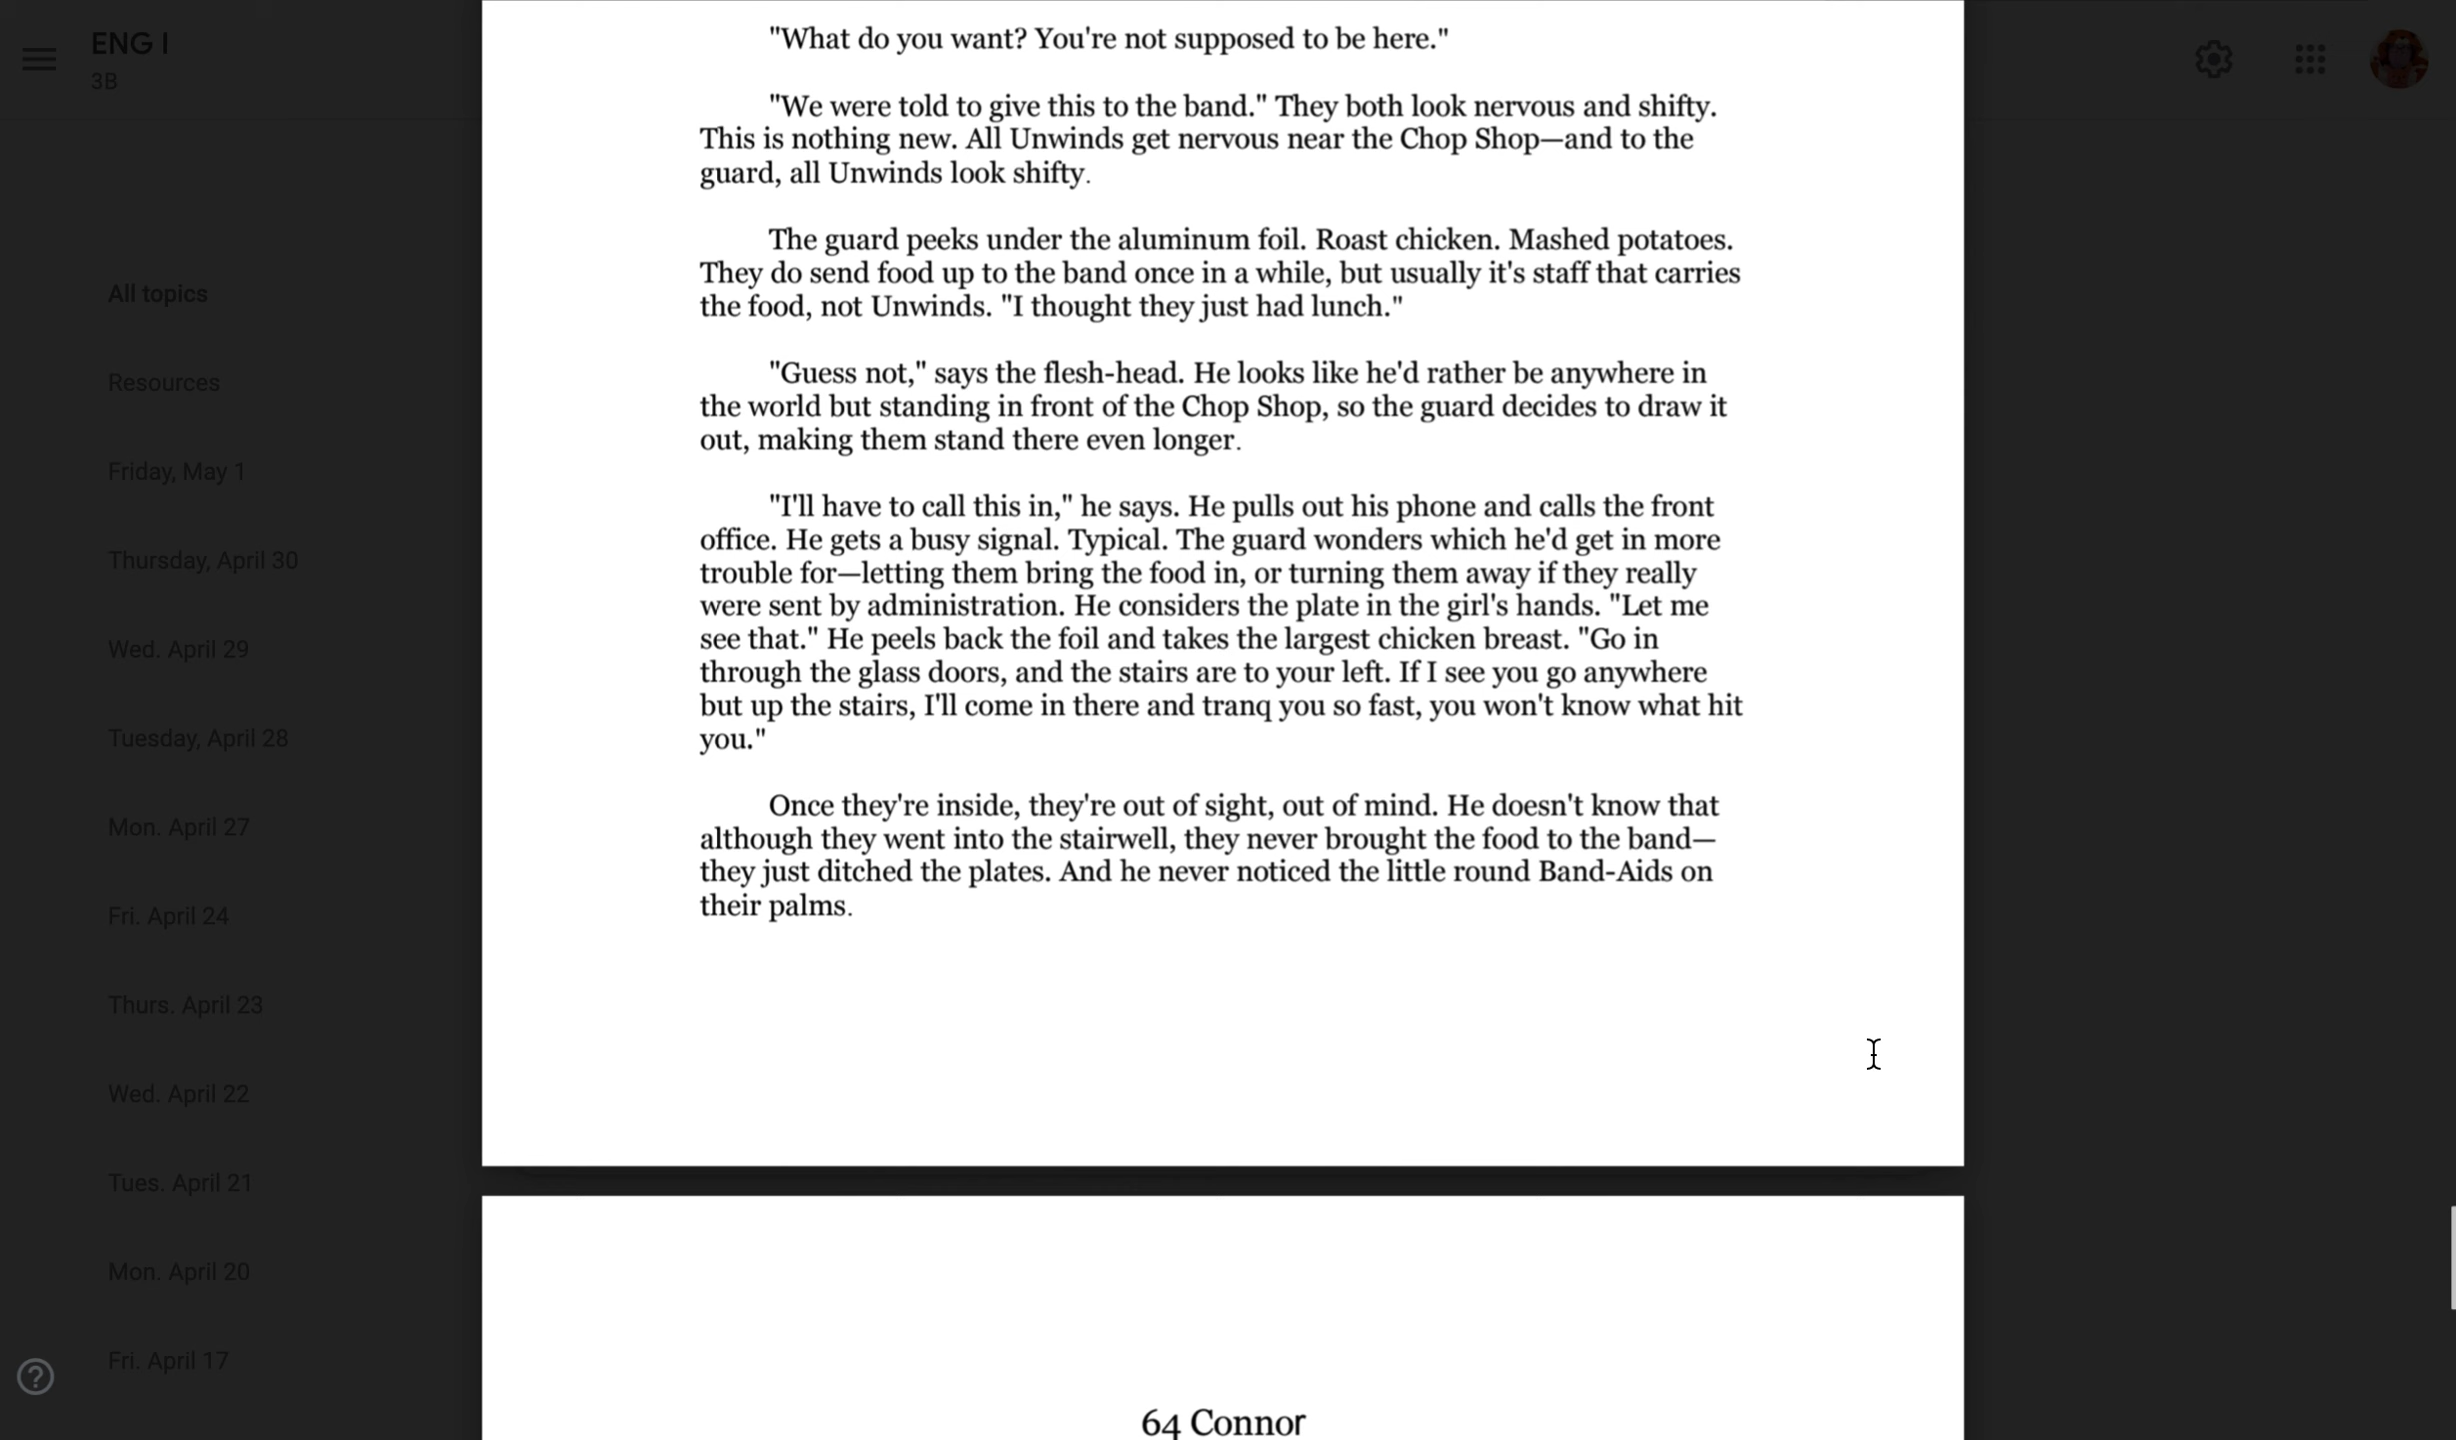 ENG I
3B
All topics
Resources
Friday, May 1
Thursday, April 30
Wed. April 29
Tuesday, April 28
Mon. April 27
Fri. April 24
Thurs. April 23
Wed. April 22
Tues. April 21
Mon. April 20
Fri. April 17
"What do you want? You're not supposed to be here."
"We were told to give this to the band." They both look nervous and shifty.
This is nothing new. All Unwinds get nervous near the Chop Shop—and to the
guard, all Unwinds look shifty.
The guard peeks under the aluminum foil. Roast chicken. Mashed potatoes.
They do send food up to the band once in a while, but usually it's staff that carries
the food, not Unwinds. "I thought they just had lunch."
"Guess not," says the flesh-head. He looks like he'd rather be anywhere in
the world but standing in front of the Chop Shop, so the guard decides to draw it
out, making them stand there even longer.
"I'll have to call this in," he says. He pulls out his phone and calls the front
office. He gets a busy signal. Typical. The guard wonders which he'd get in more
trouble for—letting them bring the food in, or turning them away if they really
were sent by administration. He considers the plate in the girl's hands. "Let me
see that." He peels back the foil and takes the largest chicken breast. "Go in
through the glass doors, and the stairs are to your left. If I see you go anywhere
but up the stairs, I'll come in there and tranq you so fast, you won't know what hit
you."
Once they're inside, they're out of sight, out of mind. He doesn't know that
although they went into the stairwell, they never brought the food to the band—
they just ditched the plates. And he never noticed the little round Band-Aids on
their palms.
64 Connor